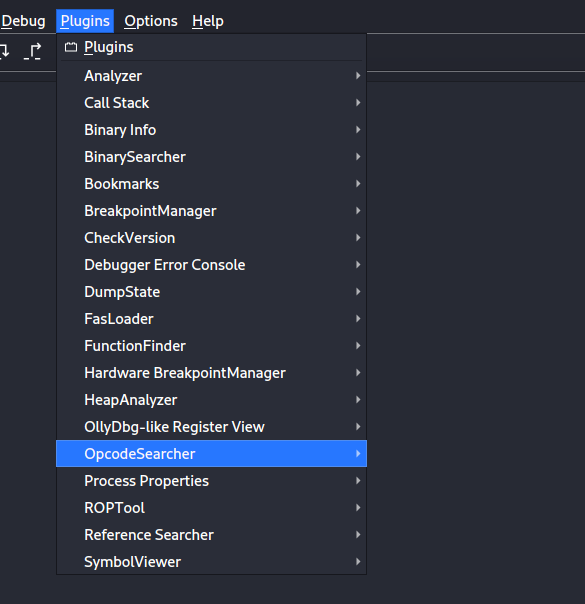 Debug Plugins Options Help
Plugins
Analyzer
Call Stack
Binary Info
BinarySearcher
Bookmarks
BreakpointManager
CheckVersion
Debugger Error Console
DumpState
FasLoader
FunctionFinder
Hardware BreakpointManager
HeapAnalyzer
OllyDbg-like Register View
OpcodeSearcher
Process Properties
ROPTool
Reference Searcher
SymbolViewer